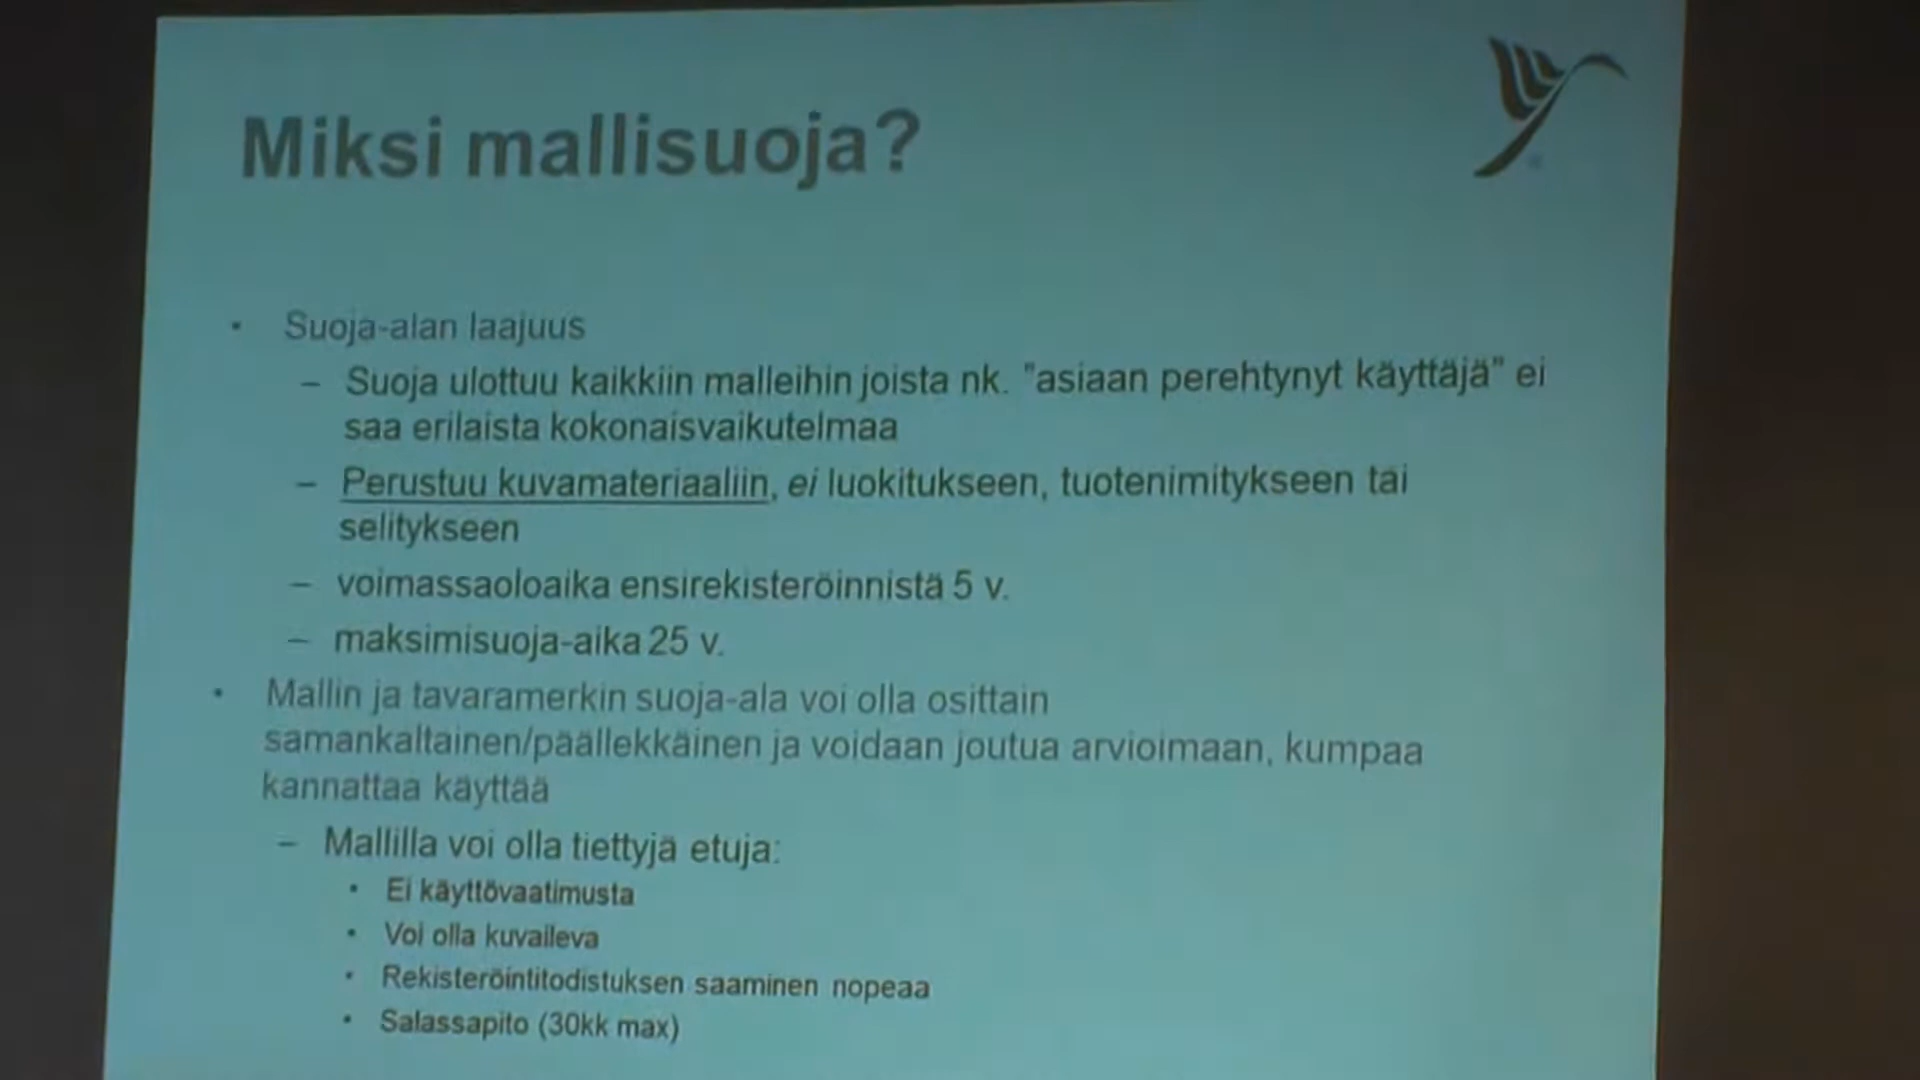 Miksi mallisuoja?
• Suoja-alan laajuus
– Suoja ulottuu kaikkiin malleihin joista nk. "asiaan perehtynyt käyttäjä" ei
saa erilaista kokonaisvaikutelmaa
– Perustuu kuvamateriaaliin, ei luokitukseen, tuotenimitykseen tai
selitykseen
– voimassaoloaika ensirekisteröinnistä 5 v.
– maksimisuoja-aika 25 v.
• Mallin ja tavaramerkin suoja-ala voi olla osittain
samankaltainen/päällekkäinen ja voidaan joutua arvioimaan, kumpaa
kannattaa käyttää
– Mallilla voi olla tiettyjä etuja:
• Ei käyttövaatimusta
• Voi olla kuvaileva
• Rekisteröintitodistuksen saaminen nopeaa
• Salassapito (30kk max)